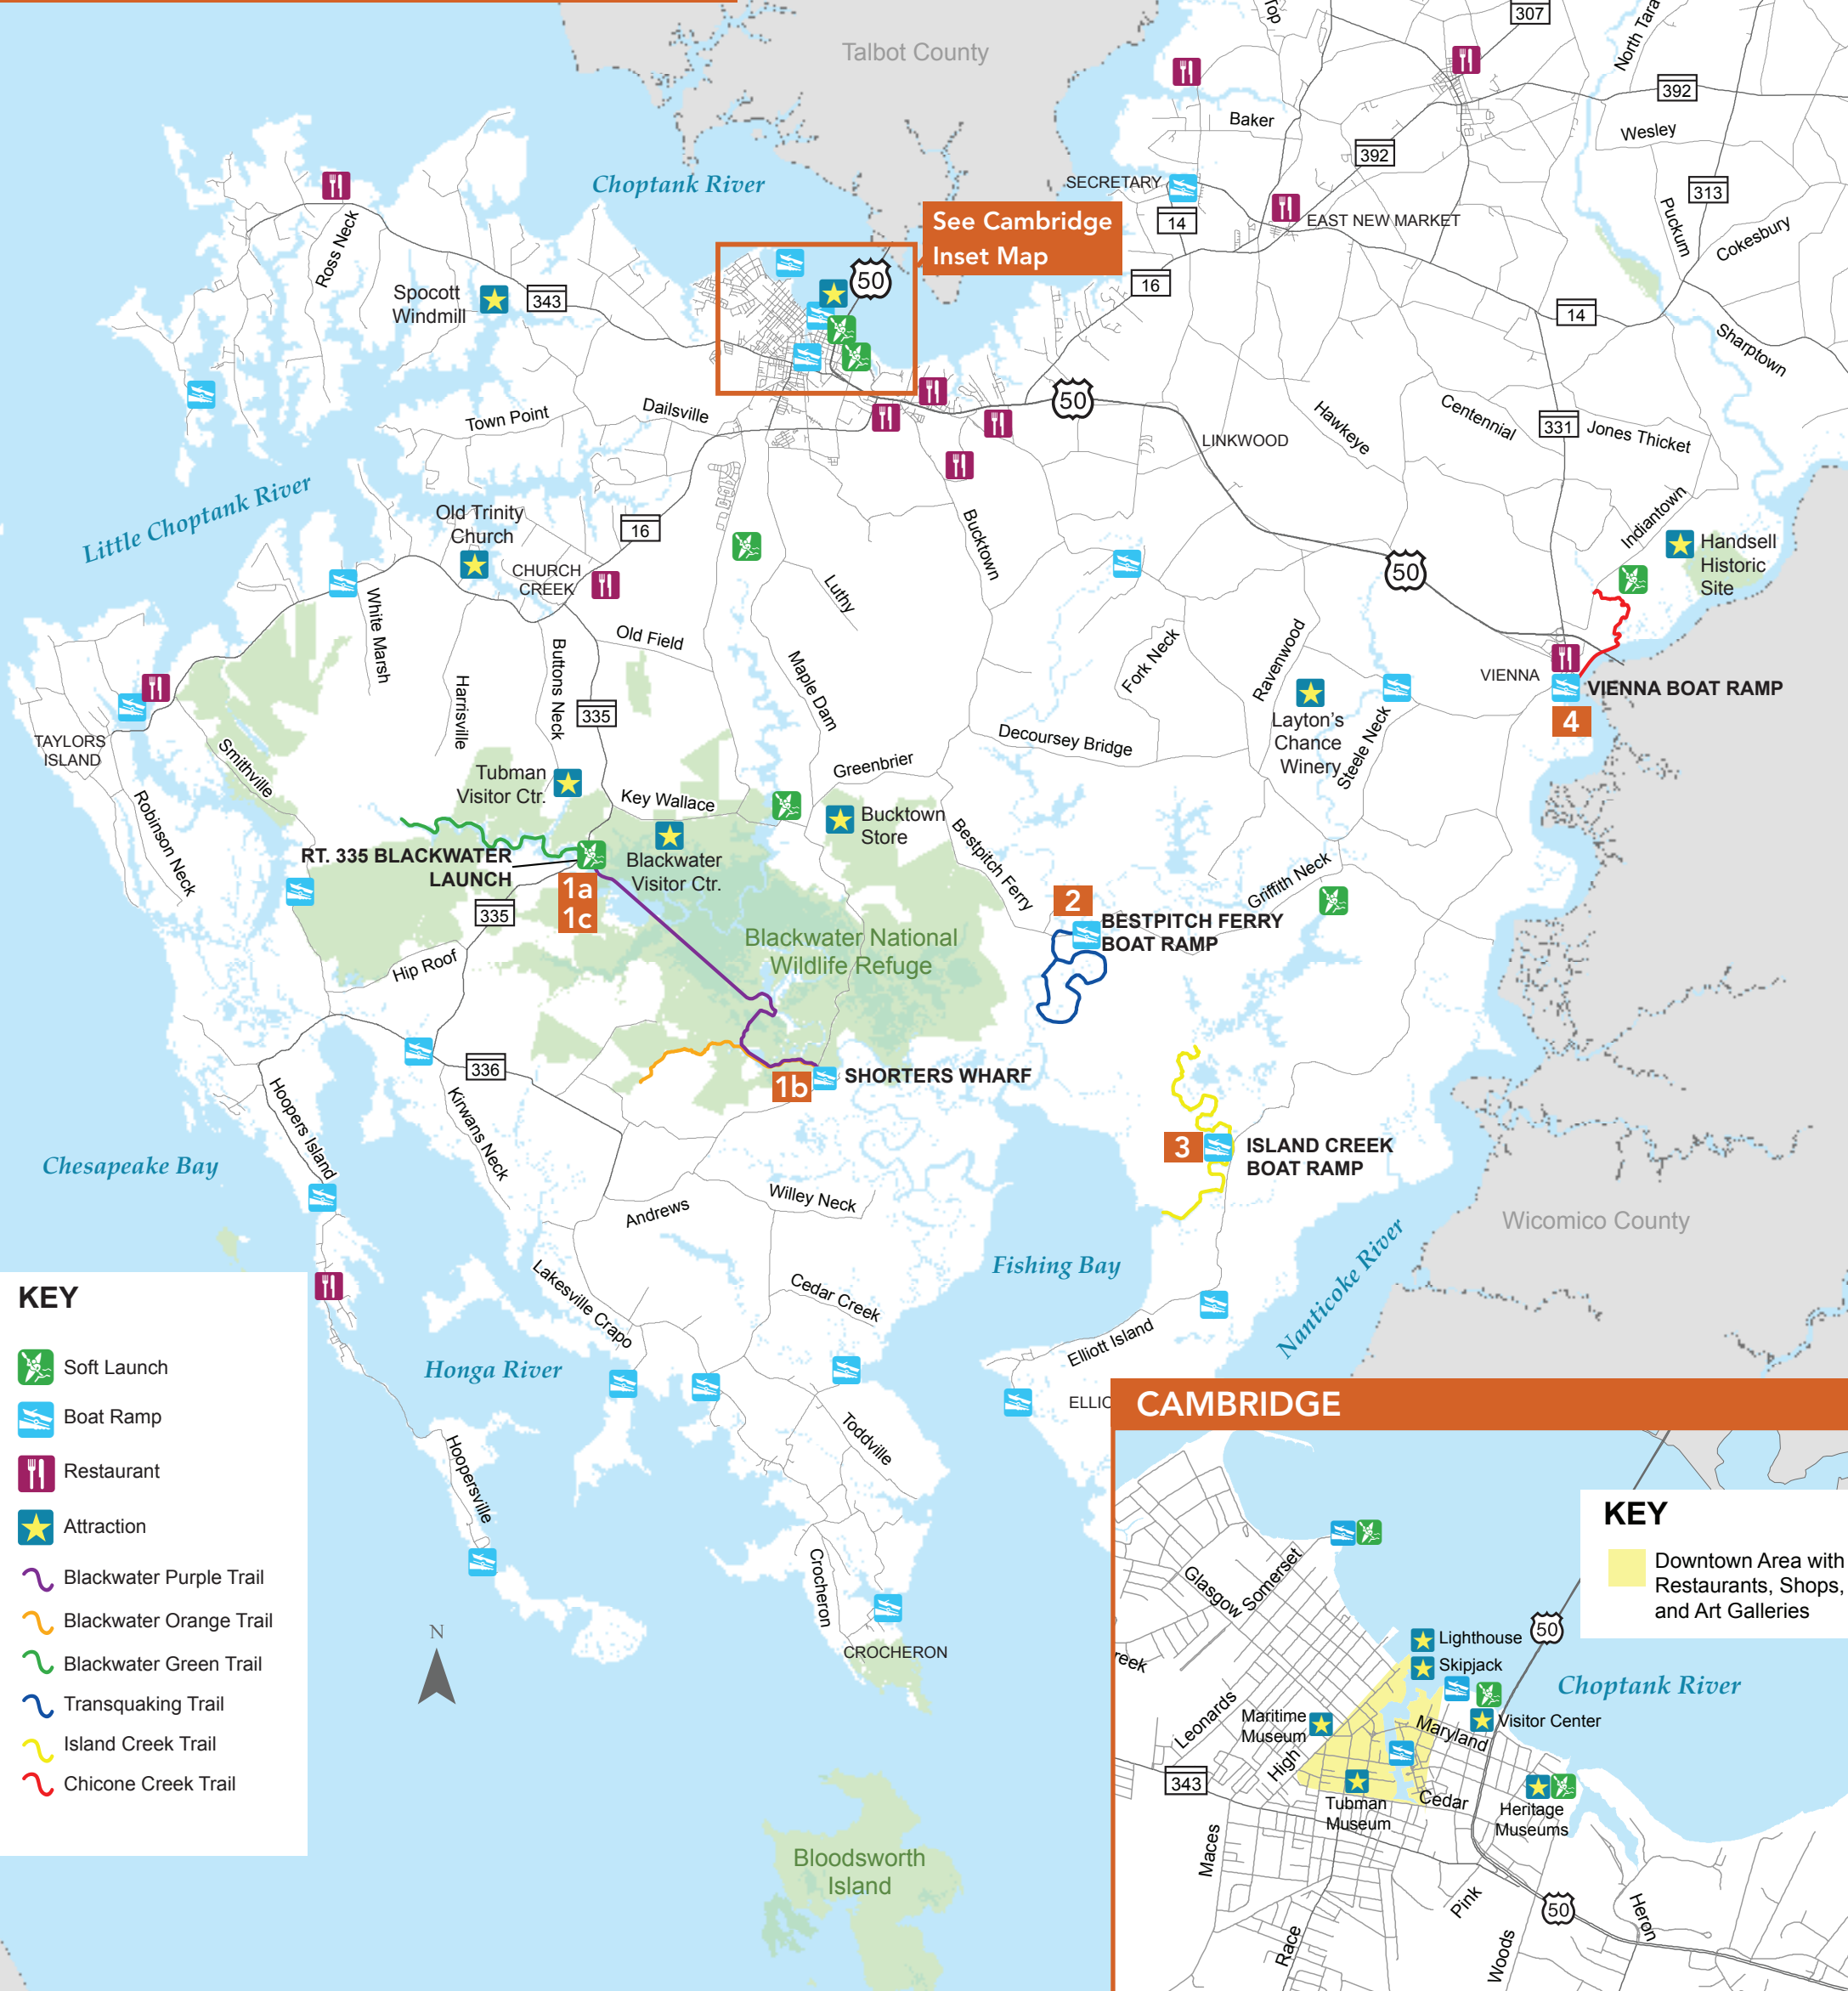 Talbot County
Top
307
North Tara
392
Baker
Wesley
392
Choptank River
SECRETARY
313
14
EAST NEW MARKET
Puckum
Cokesbury
See Cambridge
Inset Map
Ross Neck
50
16
Spocott
Windmill
343
14
Sharptown
Town Point
Dailsville
50
LINKWOOD
Hawkeye
Centennial
331
Jones Thicket
Little Choptank River
Old Trinity
Church
16
Bucktown
Indiantown
Handsell
Historic
Site
CHURCH
CREEK
50
White Marsh
Luthy
Old Field
Buttons Neck
Harrisville
Maple Dam
Fork Neck
Ravenwood
VIENNA
VIENNA BOAT RAMP
4
335
TAYLORS
ISLAND
Smithville
Decoursey Bridge
Layton's
Chance
Winery
Steele Neck
Greenbrier
Tubman
Visitor Ctr.
Key Wallace
Robinson Neck
Bucktown
Store
Bestpitch Ferry
RT. 335 BLACKWATER
LAUNCH
Blackwater
Visitor Ctr.
1a
1c
335
Griffith Neck
2
BESTPITCH FERRY
BOAT RAMP
Blackwater National
Wildlife Refuge
Hip Roof
336
1b
SHORTERS WHARF
Hoopers Island
Kirwans Neck
3
ISLAND CREEK
BOAT RAMP
Chesapeake Bay
Andrews
Willey Neck
Wicomico County
Fishing Bay
Nanticoke River
Lakesville Crapo
Cedar Creek
Elliott Island
Honga River
ELLIO
Toddville
Hoopersville
Crocheron
CROCHERON
N
Bloodsworth
Island
KEY
Soft Launch
Boat Ramp
Restaurant
Attraction
Blackwater Purple Trail
Blackwater Orange Trail
Blackwater Green Trail
Transquaking Trail
Island Creek Trail
Chicone Creek Trail
CAMBRIDGE
KEY
Downtown Area with
Restaurants, Shops,
and Art Galleries
Glasgow
Somerset
Lighthouse
50
Skipjack
reek
Choptank River
Leonards
Maritime
Museum
Maryland
Visitor Center
High
343
Tubman
Museum
Cedar
Heritage
Museums
Maces
Pink
50
Heron
Race
Woods